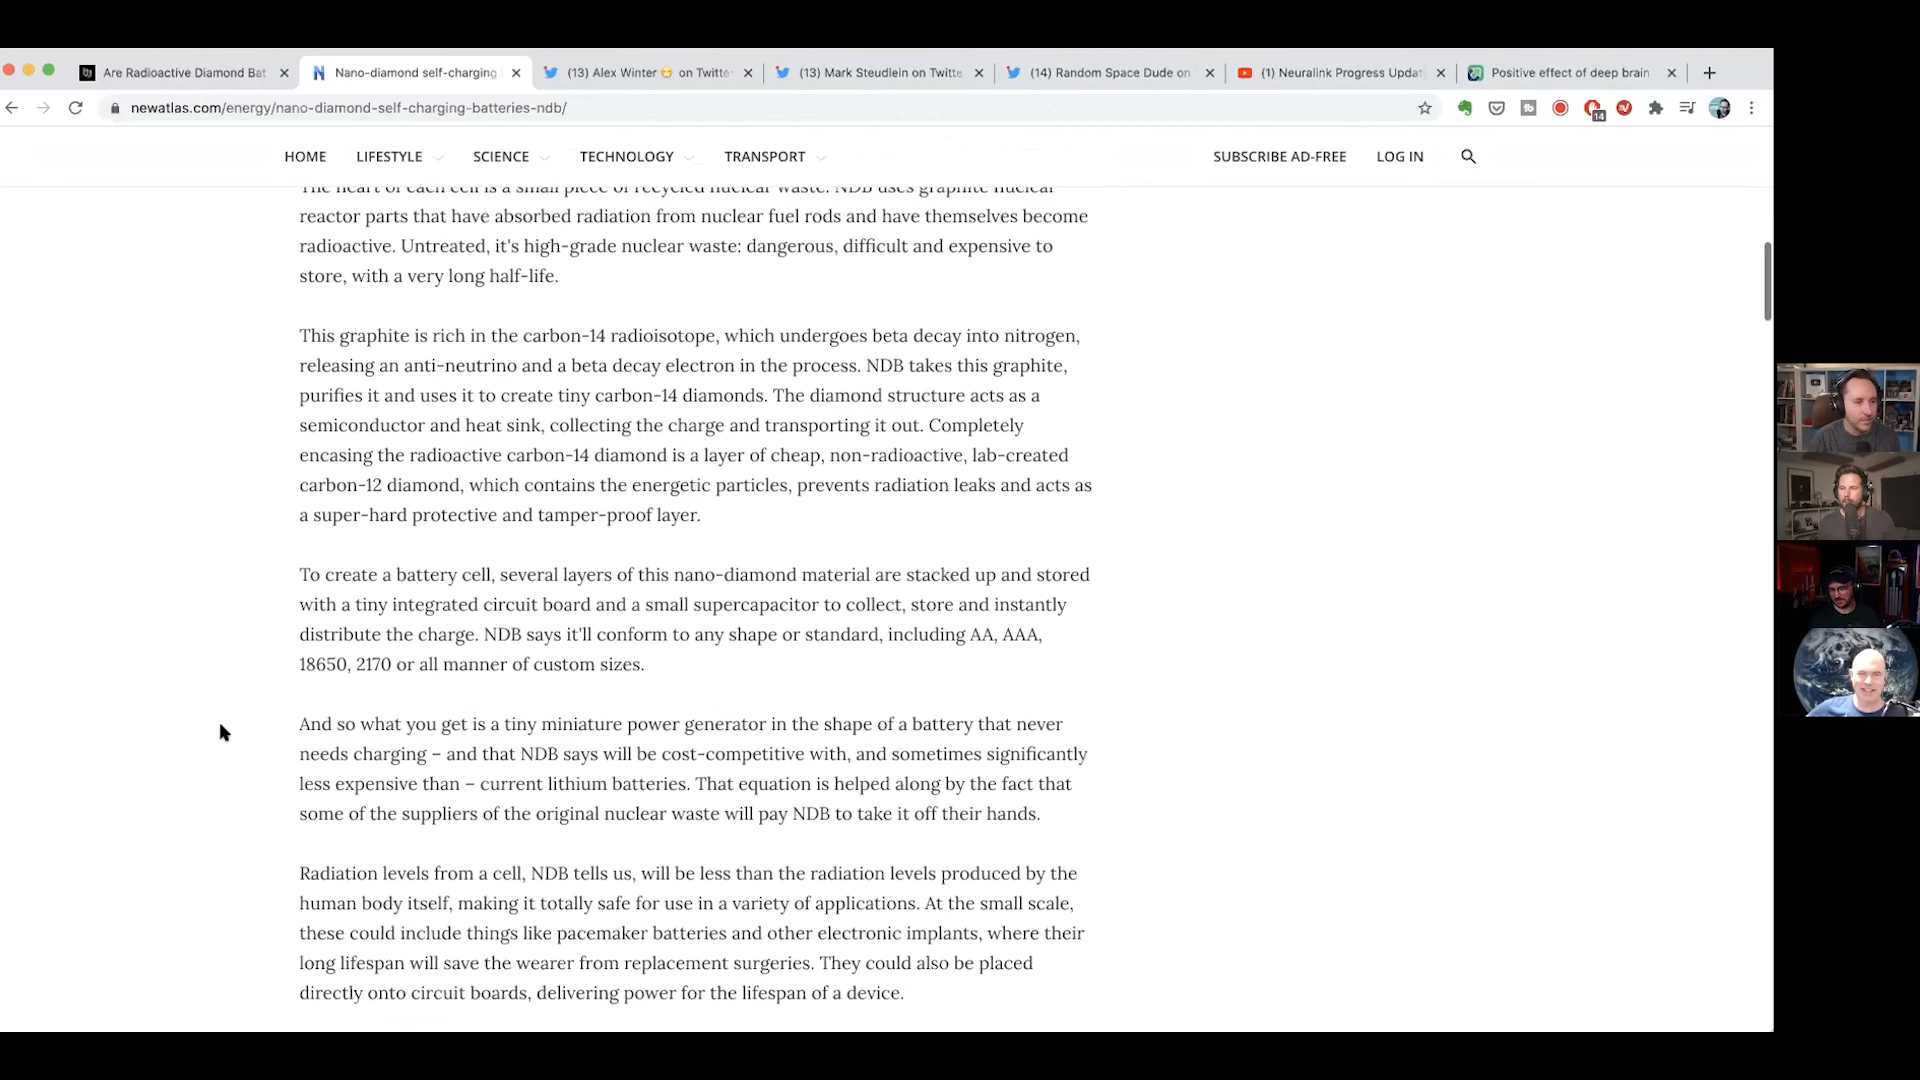 Are Radioactive Diamond Bat
Nano-diamond self-charging
(13) Alex Winter 😁 on Twitte
(13) Mark Steudlein on Twitte
(14) Random Space Dude on
(1) Neuralink Progress Updat
Positive effect of deep brain
newatlas.com/energy/nano-diamond-self-charging-batteries-ndb/
14
HOME LIFESTYLE SCIENCE TECHNOLOGY TRANSPORT SUBSCRIBE AD-FREE LOG IN
The heart of each cell is a small piece of recycled nuclear waste. NDB uses graphite nuclear
reactor parts that have absorbed radiation from nuclear fuel rods and have themselves become
radioactive. Untreated, it's high-grade nuclear waste: dangerous, difficult and expensive to
store, with a very long half-life.
This graphite is rich in the carbon-14 radioisotope, which undergoes beta decay into nitrogen,
releasing an anti-neutrino and a beta decay electron in the process. NDB takes this graphite,
purifies it and uses it to create tiny carbon-14 diamonds. The diamond structure acts as a
semiconductor and heat sink, collecting the charge and transporting it out. Completely
encasing the radioactive carbon-14 diamond is a layer of cheap, non-radioactive, lab-created
carbon-12 diamond, which contains the energetic particles, prevents radiation leaks and acts as
a super-hard protective and tamper-proof layer.
To create a battery cell, several layers of this nano-diamond material are stacked up and stored
with a tiny integrated circuit board and a small supercapacitor to collect, store and instantly
distribute the charge. NDB says it'll conform to any shape or standard, including AA, AAA,
18650, 2170 or all manner of custom sizes.
And so what you get is a tiny miniature power generator in the shape of a battery that never
needs charging – and that NDB says will be cost-competitive with, and sometimes significantly
less expensive than – current lithium batteries. That equation is helped along by the fact that
some of the suppliers of the original nuclear waste will pay NDB to take it off their hands.
Radiation levels from a cell, NDB tells us, will be less than the radiation levels produced by the
human body itself, making it totally safe for use in a variety of applications. At the small scale,
these could include things like pacemaker batteries and other electronic implants, where their
long lifespan will save the wearer from replacement surgeries. They could also be placed
directly onto circuit boards, delivering power for the lifespan of a device.